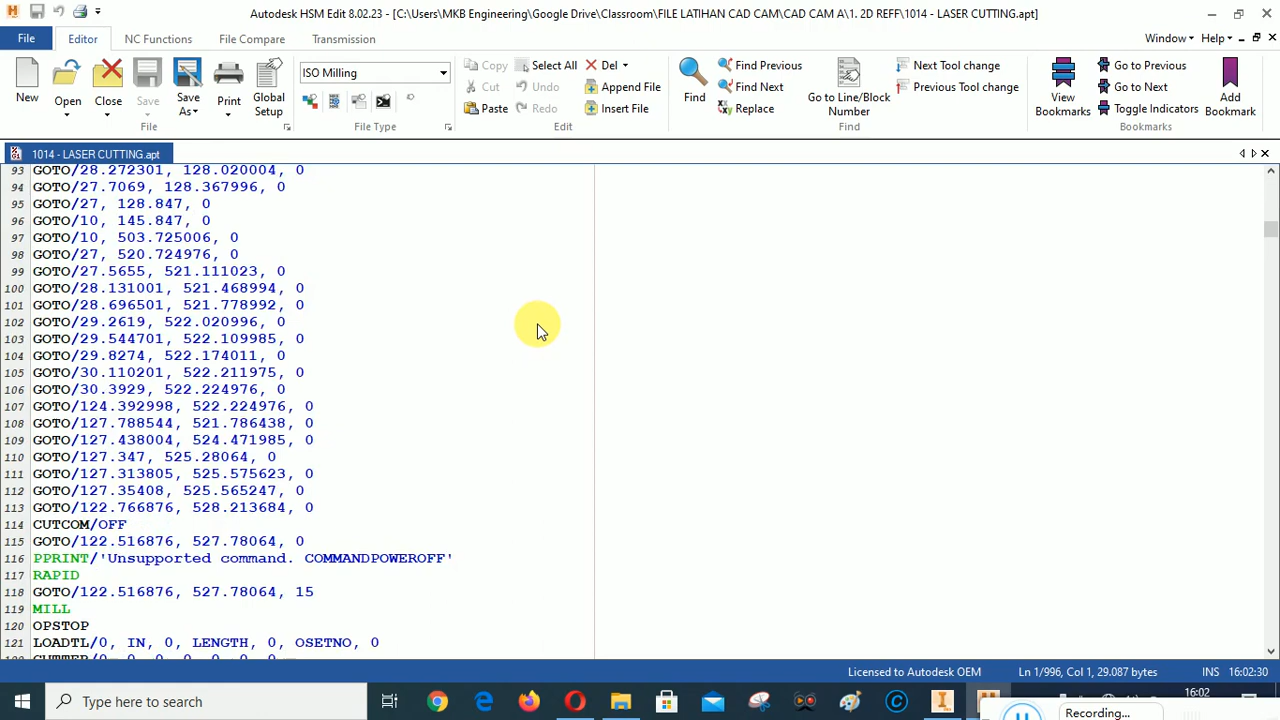 Autodesk HSM Edit 8.02.23 - [C:\Users\MKB Engineering\Google Drive\Classroom\FILE LATIHAN CAD CAM\CAD CAM A\1. 2D REFF\1014 - LASER CUTTING.apt]
File Editor NC Functions File Compare Transmission Window Help
New
Open
Close
Save
Save As
Print
Global Setup
File
ISO Milling
File Type
Copy
Select All
Del
Cut
Undo
Append File
Paste
Redo
Insert File
Edit
Find
Find Previous
Find Next
Replace
Go to Line/Block Number
Next Tool change
Previous Tool change
Find
View Bookmarks
Go to Previous
Go to Next
Toggle Indicators
Add Bookmark
Bookmarks
1014 - LASER CUTTING.apt
93 GOTO/28.272301, 128.020004, 0
94 GOTO/27.7069, 128.367996, 0
95 GOTO/27, 128.847, 0
96 GOTO/10, 145.847, 0
97 GOTO/10, 503.725006, 0
98 GOTO/27, 520.724976, 0
99 GOTO/27.5655, 521.111023, 0
100 GOTO/28.131001, 521.468994, 0
101 GOTO/28.696501, 521.778992, 0
102 GOTO/29.2619, 522.020996, 0
103 GOTO/29.544701, 522.109985, 0
104 GOTO/29.8274, 522.174011, 0
105 GOTO/30.110201, 522.211975, 0
106 GOTO/30.3929, 522.224976, 0
107 GOTO/124.392998, 522.224976, 0
108 GOTO/127.788544, 521.786438, 0
109 GOTO/127.438004, 524.471985, 0
110 GOTO/127.347, 525.28064, 0
111 GOTO/127.313805, 525.575623, 0
112 GOTO/127.35408, 525.565247, 0
113 GOTO/122.766876, 528.213684, 0
114 CUTCOM/OFF
115 GOTO/122.516876, 527.78064, 0
116 PPRINT/'Unsupported command. COMMANDPOWEROFF'
117 RAPID
118 GOTO/122.516876, 527.78064, 15
119 MILL
120 OPSTOP
121 LOADTL/0, IN, 0, LENGTH, 0, OSETNO, 0
Licensed to Autodesk OEM Ln 1/996, Col 1, 29.087 bytes INS 16:02:30
Type here to search
16:02
Recording...